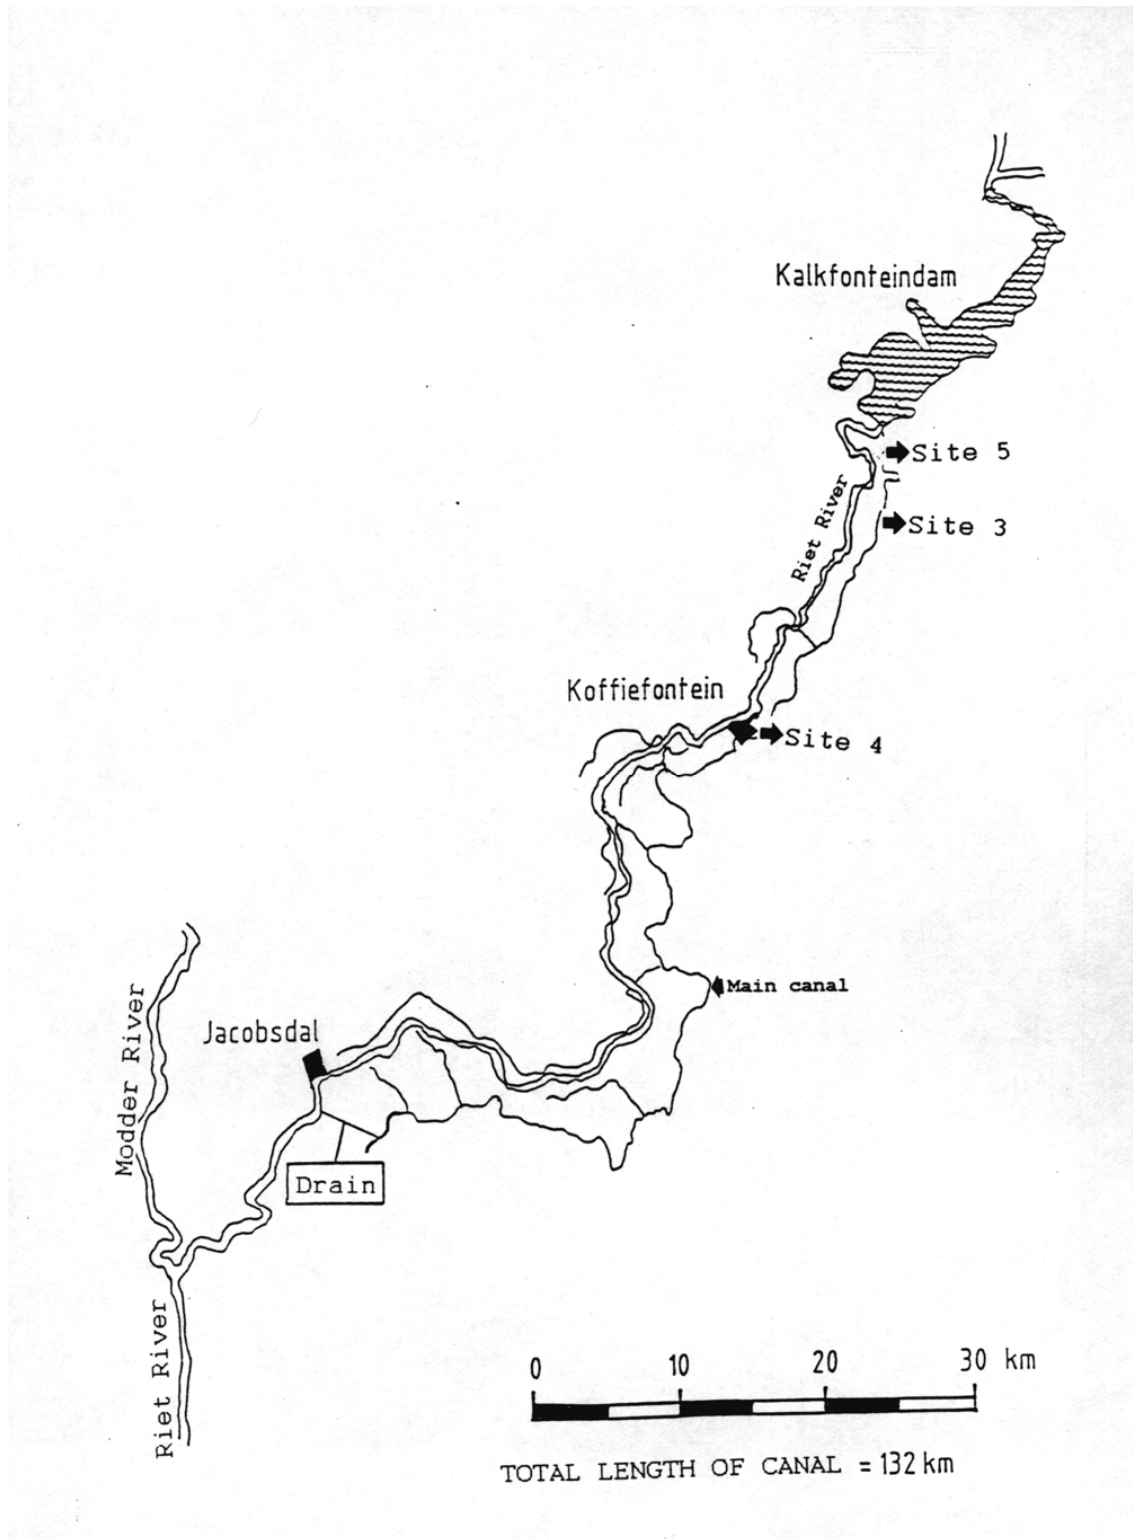 Kalkfonteindam
Site 5
Riet River
Site 3
Koffiefontein
Site 4
Main canal
Jacobsdal
Modder River
Drain
Riet River
0 10 20 30 km
TOTAL LENGTH OF CANAL = 132 km